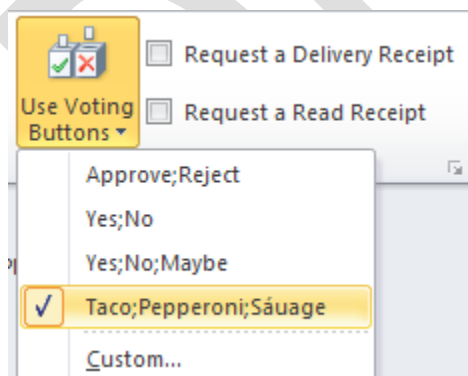 Use Voting Buttons
Request a Delivery Receipt
Request a Read Receipt
Approve;Reject
Yes;No
Yes;No;Maybe
Taco;Pepperoni;Sáuage
Custom...